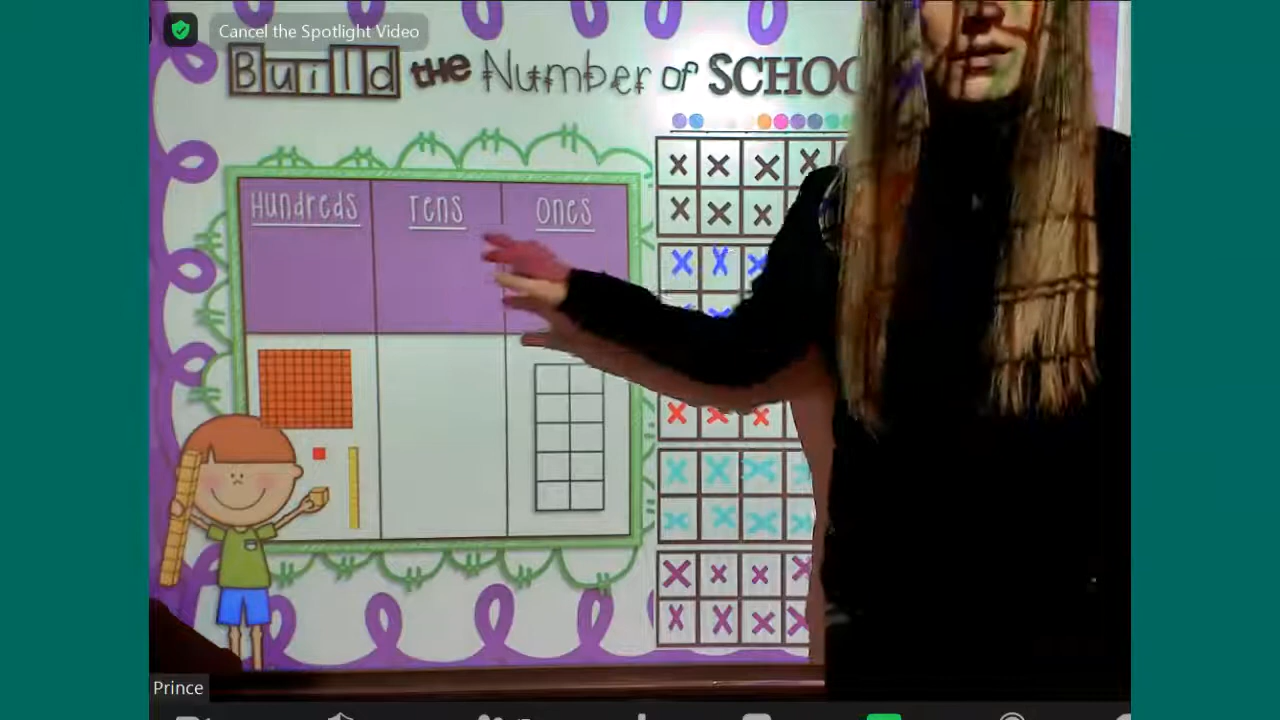 Cancel the Spotlight Video
Build the Number of SCHOO
Hundreds Tens Ones
Prince